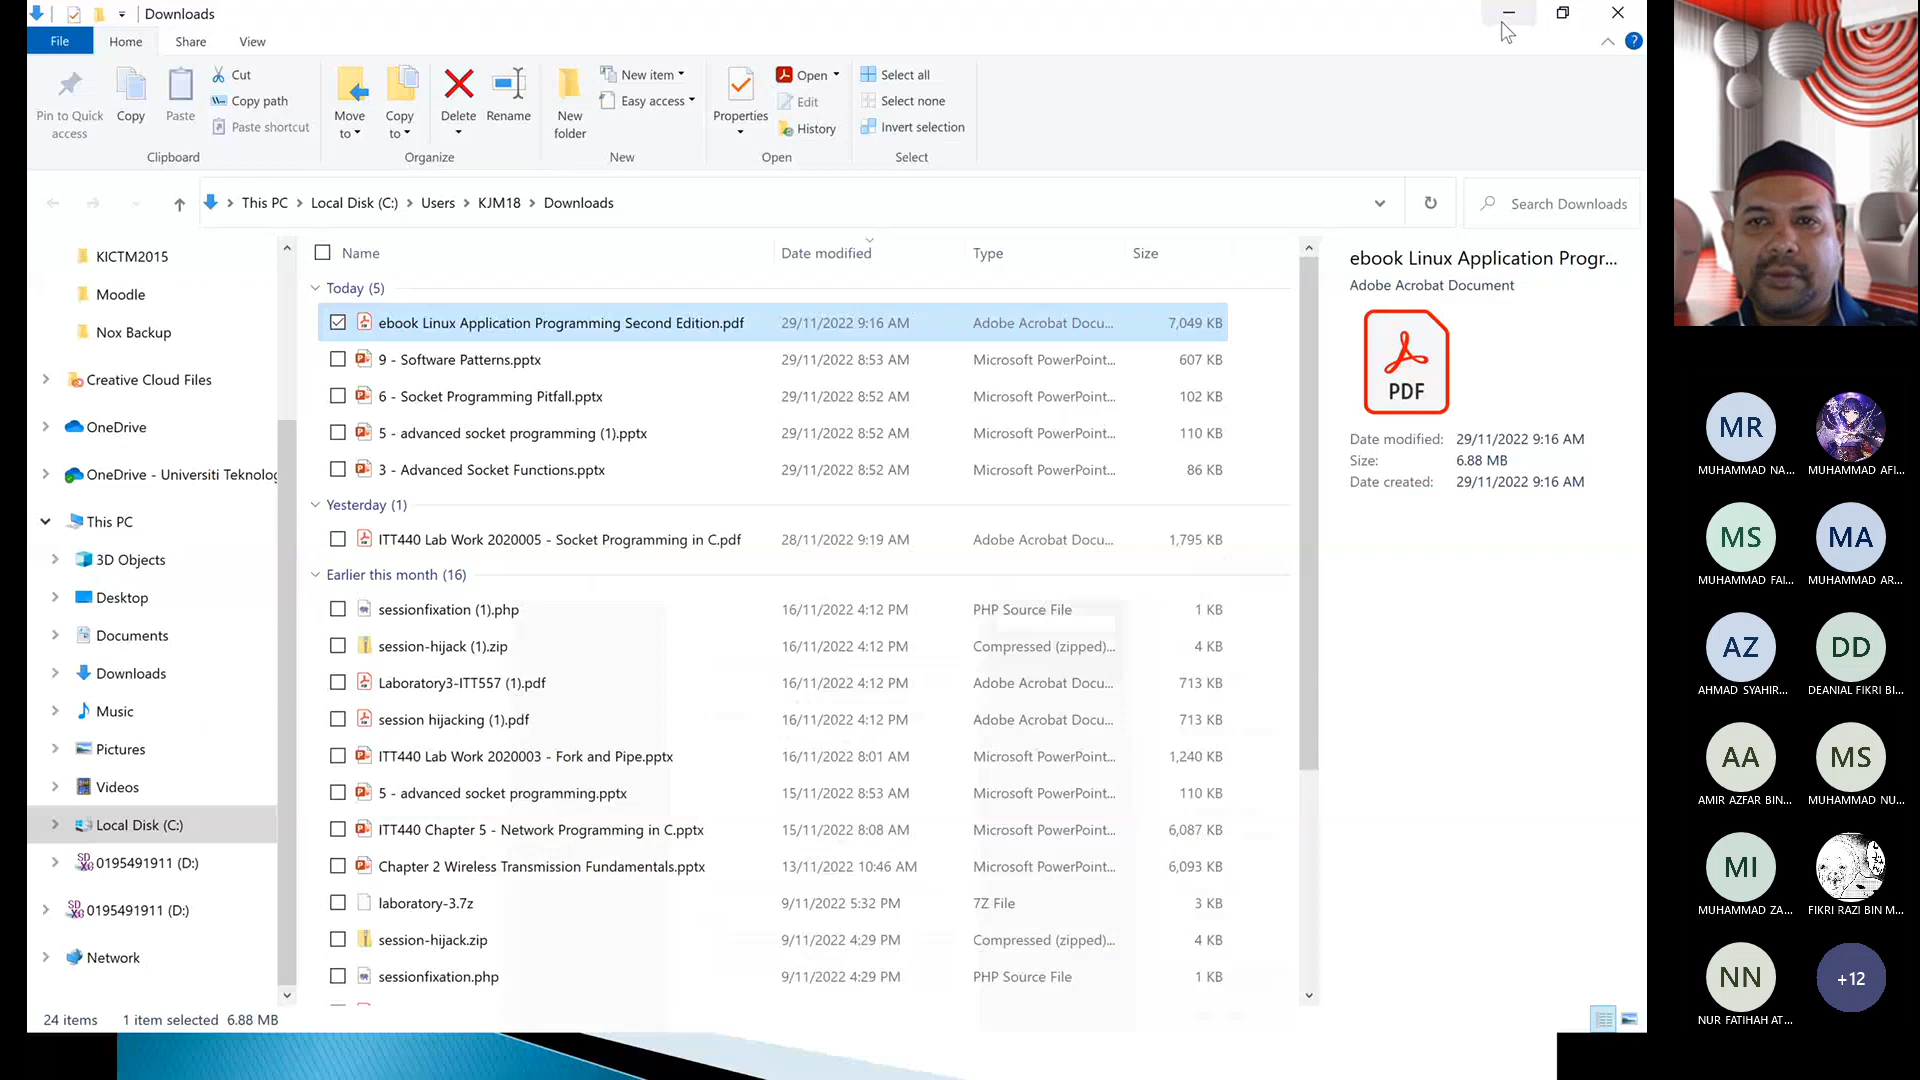 Downloads
File
Home
Share
View
Pin to Quick access
Copy
Paste
Cut
Copy path
Paste shortcut
Clipboard
Move to
Copy to
Delete
Rename
Organize
New folder
New item
Easy access
New
Properties
Open
Edit
History
Open
Select all
Select none
Invert selection
Select
This PC > Local Disk (C:) > Users > KJM18 > Downloads
Search Downloads
KICTM2015
Moodle
Nox Backup
Creative Cloud Files
OneDrive
OneDrive - Universiti Teknolog
This PC
3D Objects
Desktop
Documents
Downloads
Music
Pictures
Videos
Local Disk (C:)
0195491911 (D:)
0195491911 (D:)
Network
Name Date modified Type Size
Today (5)
ebook Linux Application Programming Second Edition.pdf 29/11/2022 9:16 AM Adobe Acrobat Docu... 7,049 KB
9 - Software Patterns.pptx 29/11/2022 8:53 AM Microsoft PowerPoint... 607 KB
6 - Socket Programming Pitfall.pptx 29/11/2022 8:52 AM Microsoft PowerPoint... 102 KB
5 - advanced socket programming (1).pptx 29/11/2022 8:52 AM Microsoft PowerPoint... 110 KB
3 - Advanced Socket Functions.pptx 29/11/2022 8:52 AM Microsoft PowerPoint... 86 KB
Yesterday (1)
ITT440 Lab Work 2020005 - Socket Programming in C.pdf 28/11/2022 9:19 AM Adobe Acrobat Docu... 1,795 KB
Earlier this month (16)
sessionfixation (1).php 16/11/2022 4:12 PM PHP Source File 1 KB
session-hijack (1).zip 16/11/2022 4:12 PM Compressed (zipped)... 4 KB
Laboratory3-ITT557 (1).pdf 16/11/2022 4:12 PM Adobe Acrobat Docu... 713 KB
session hijacking (1).pdf 16/11/2022 4:12 PM Adobe Acrobat Docu... 713 KB
ITT440 Lab Work 2020003 - Fork and Pipe.pptx 16/11/2022 8:01 AM Microsoft PowerPoint... 1,240 KB
5 - advanced socket programming.pptx 15/11/2022 8:53 AM Microsoft PowerPoint... 110 KB
ITT440 Chapter 5 - Network Programming in C.pptx 15/11/2022 8:08 AM Microsoft PowerPoint... 6,087 KB
Chapter 2 Wireless Transmission Fundamentals.pptx 13/11/2022 10:46 AM Microsoft PowerPoint... 6,093 KB
laboratory-3.7z 9/11/2022 5:32 PM 7Z File 3 KB
session-hijack.zip 9/11/2022 4:29 PM Compressed (zipped)... 4 KB
sessionfixation.php 9/11/2022 4:29 PM PHP Source File 1 KB
ebook Linux Application Progr...
Adobe Acrobat Document
PDF
Date modified: 29/11/2022 9:16 AM
Size: 6.88 MB
Date created: 29/11/2022 9:16 AM
24 items 1 item selected 6.88 MB
MR
MUHAMMAD NA... MUHAMMAD AFI...
MS MA
MUHAMMAD FAI... MUHAMMAD AR...
AZ DD
AHMAD SYAHIR... DEANIAL FIKRI BI...
AA MS
AMIR AZFAR BIN... MUHAMMAD NU...
MI
MUHAMMAD ZA... FIKRI RAZI BIN M...
NN +12
NUR FATIHAH AT...